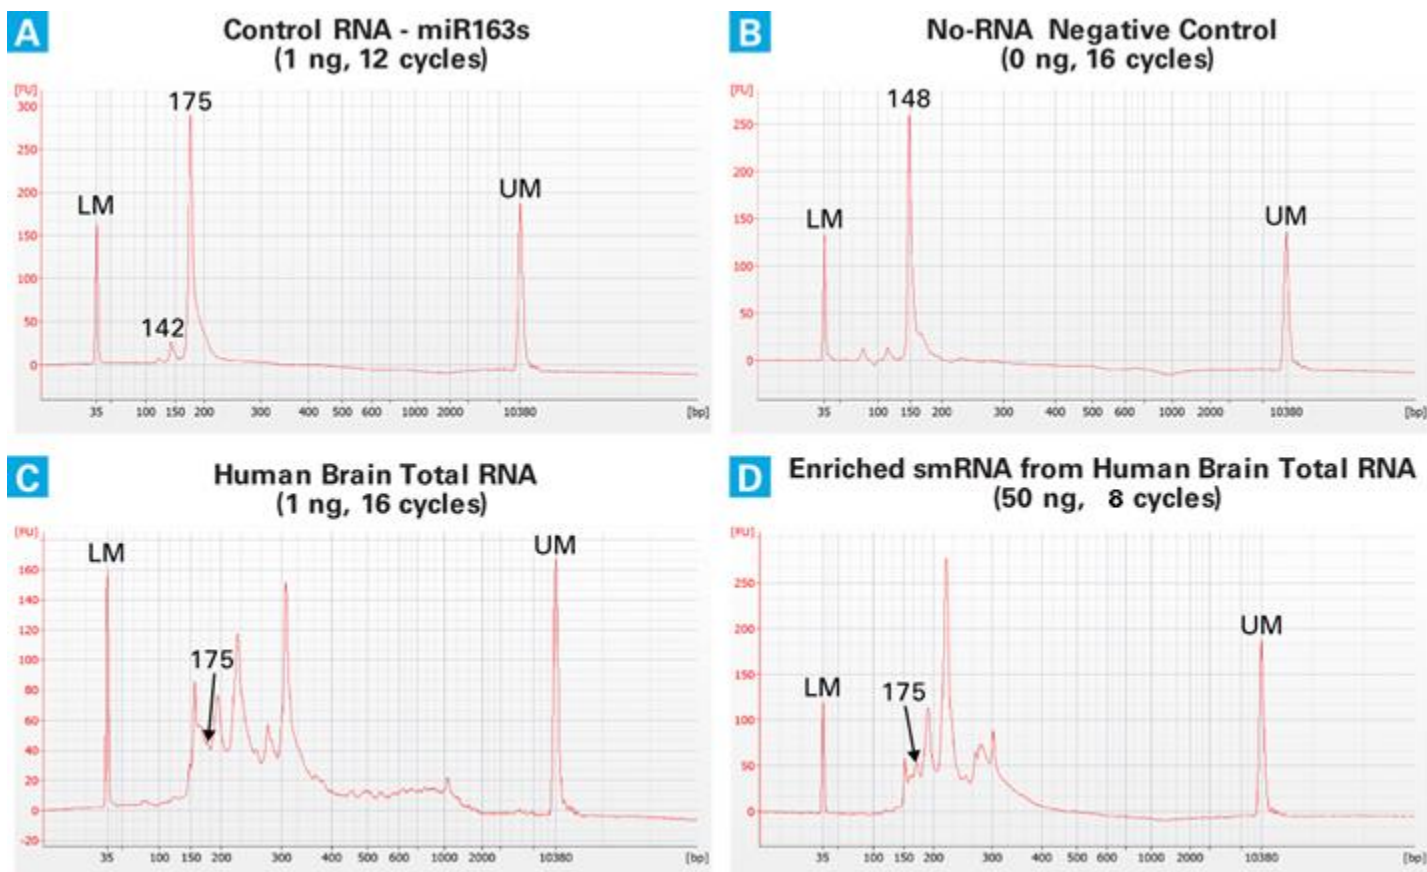 A
Control RNA - miR163s
(1 ng, 12 cycles)
[FU]
300
250
200
150
100
50
0
LM
142
175
UM
35 100 150 200 300 400 500 600 1000 2000 10380 [bp]
B
No-RNA Negative Control
(0 ng, 16 cycles)
[FU]
250
200
150
100
50
0
LM
148
UM
35 100 150 200 300 400 500 600 1000 2000 10380 [bp]
C
Human Brain Total RNA
(1 ng, 16 cycles)
[FU]
160
140
120
100
80
60
40
20
0
-20
LM
175
UM
35 100 150 200 300 400 500 600 1000 2000 10380 [bp]
D
Enriched smRNA from Human Brain Total RNA
(50 ng, 8 cycles)
[FU]
250
200
150
100
50
0
LM
175
UM
35 100 150 200 300 400 500 600 1000 2000 10380 [bp]